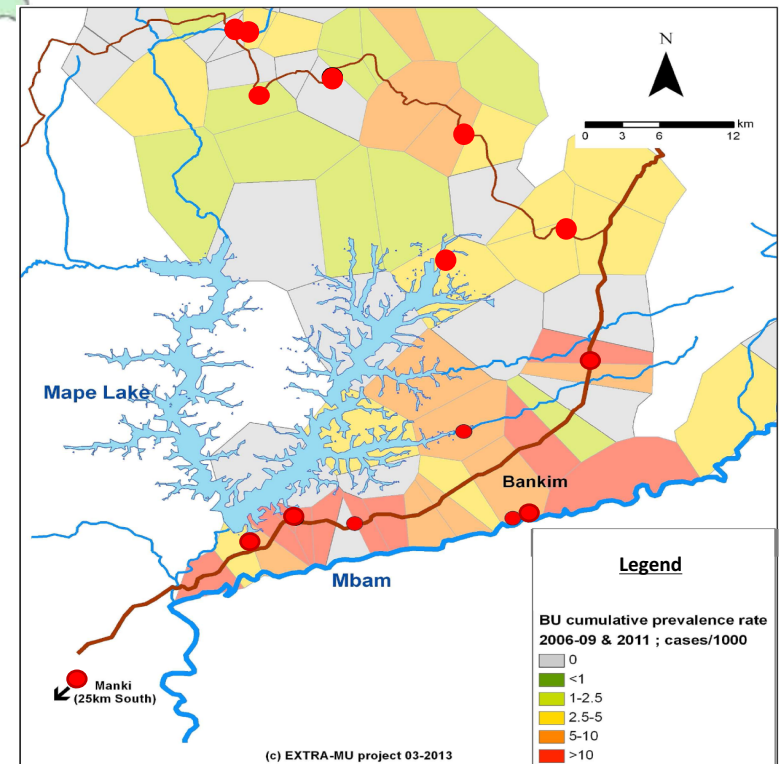 N
km
0 3 6 12
Mape Lake
Bankim
Mbam
Manki
(25km South)
(c) EXTRA-MU project 03-2013
Legend
BU cumulative prevalence rate
2006-09 & 2011 ; cases/1000
0
<1
1-2.5
2.5-5
5-10
>10